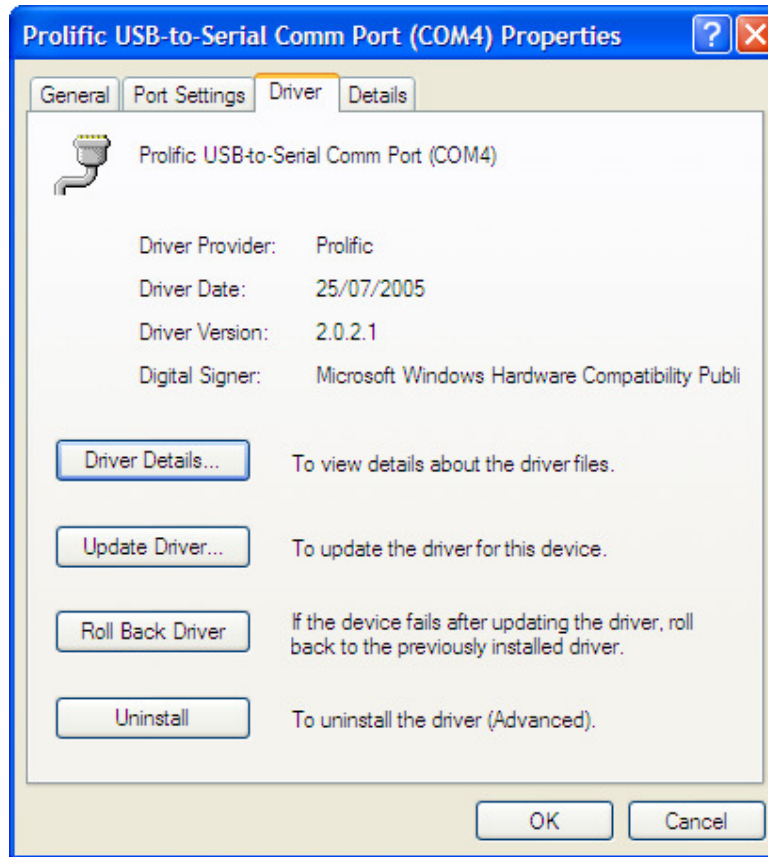 Prolific USB-to-Serial Comm Port (COM4) Properties
General Port Settings Driver Details
Prolific USB-to-Serial Comm Port (COM4)
Driver Provider: Prolific
Driver Date: 25/07/2005
Driver Version: 2.0.2.1
Digital Signer: Microsoft Windows Hardware Compatibility Publi
Driver Details... To view details about the driver files.
Update Driver... To update the driver for this device.
Roll Back Driver If the device fails after updating the driver, roll
back to the previously installed driver.
Uninstall To uninstall the driver (Advanced).
OK Cancel